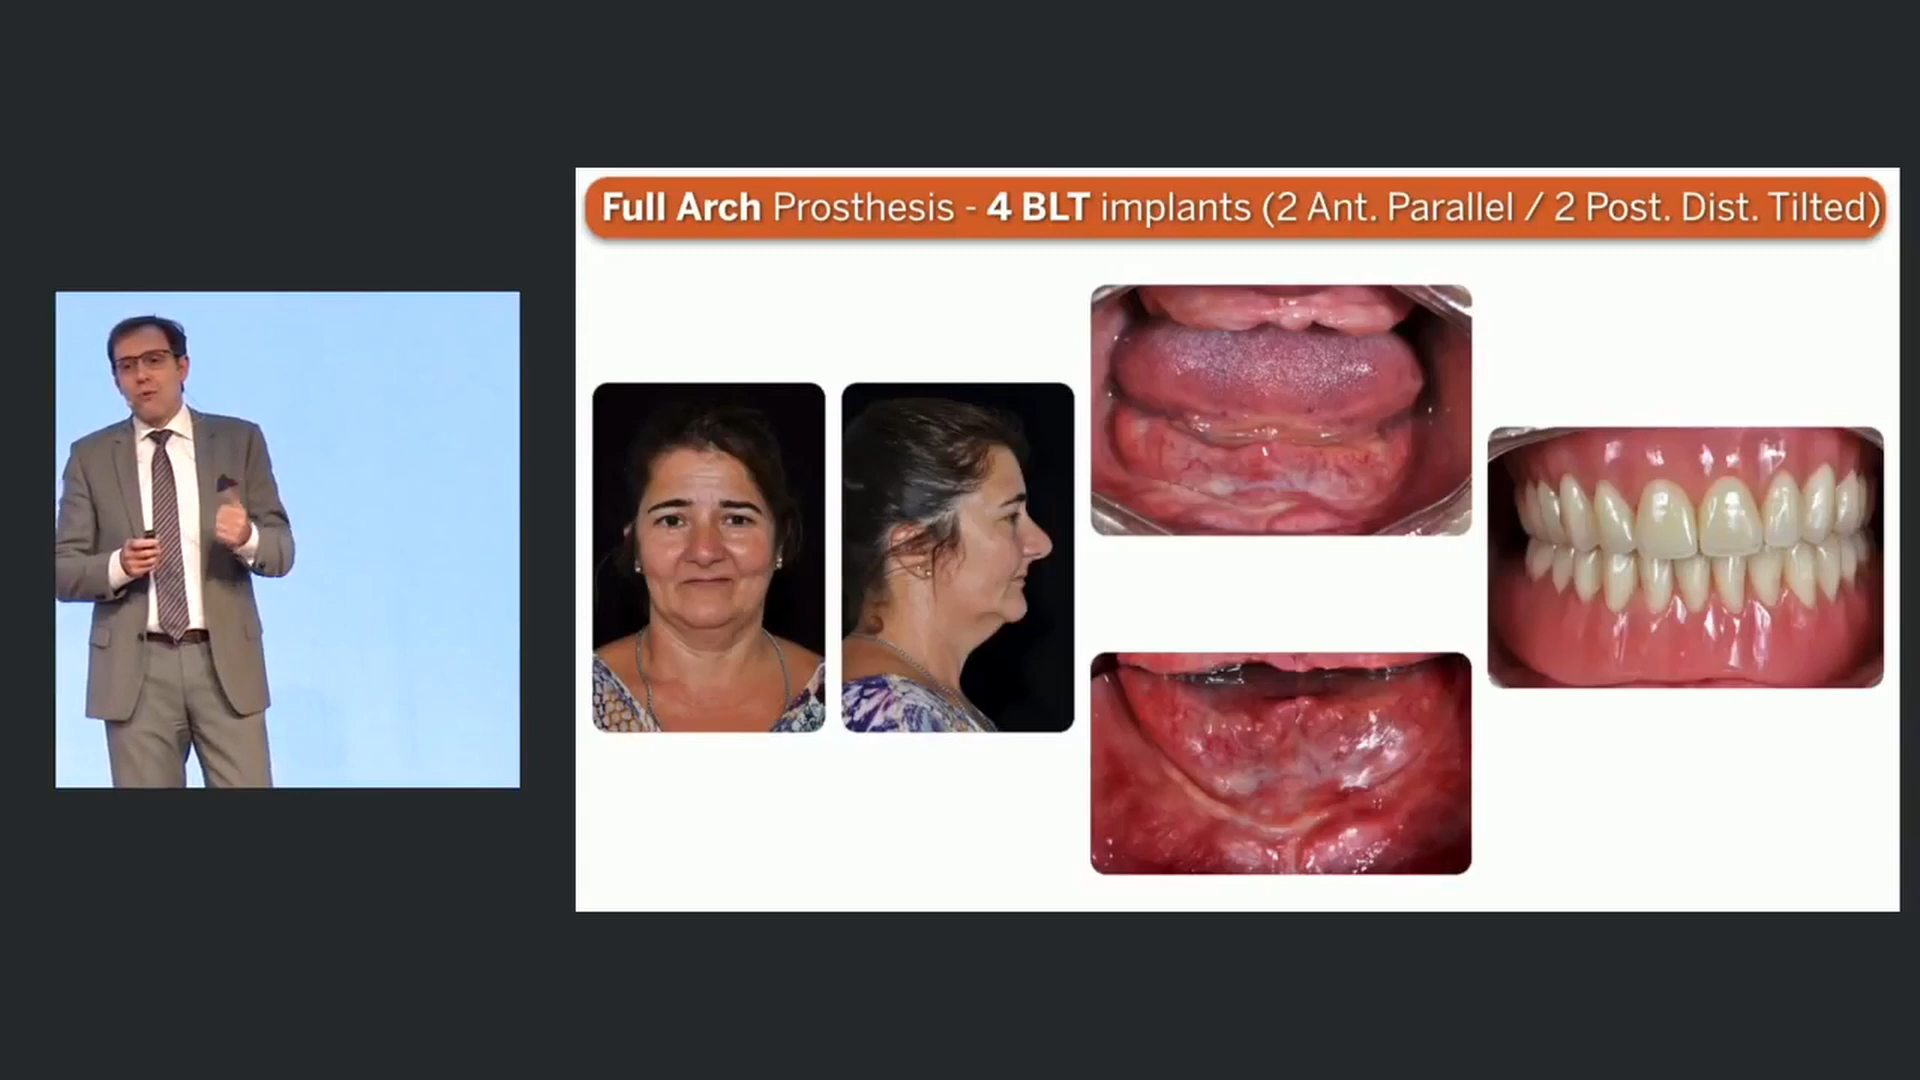 Full Arch Prosthesis - 4 BLT implants (2 Ant. Parallel / 2 Post. Dist. Tilted)